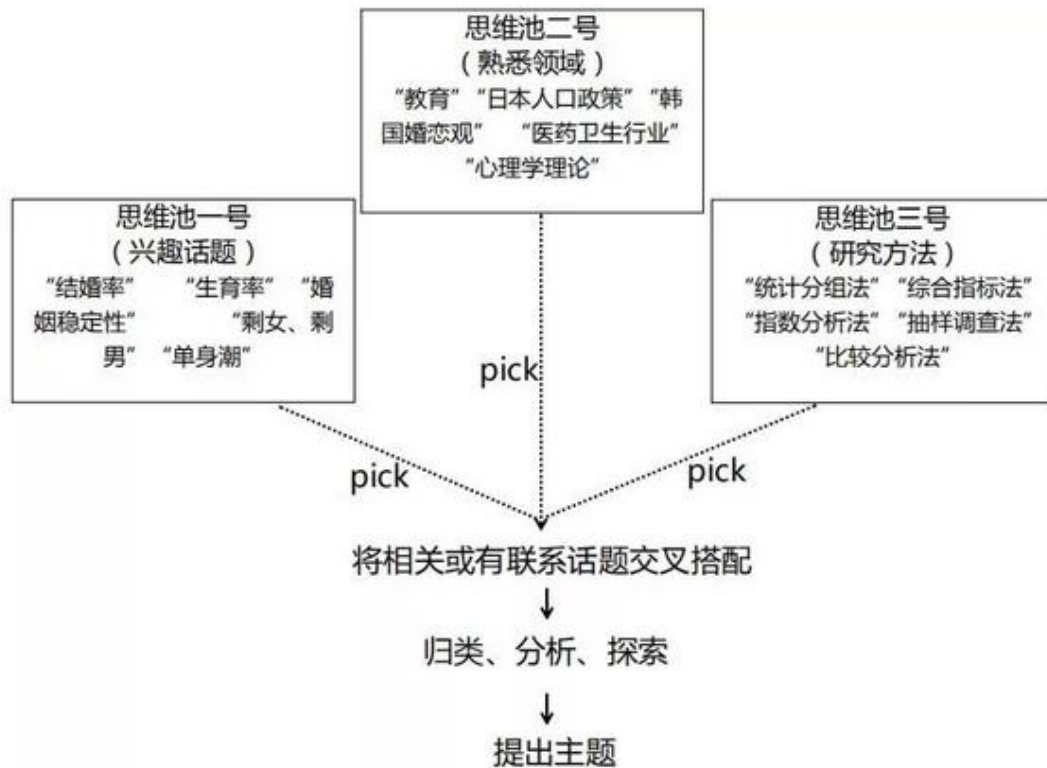 思维池二号
（熟悉领域）
“教育”“日本人口政策”“韩
国婚恋观” “医药卫生行业”
“心理学理论”
思维池一号
（兴趣话题）
“结婚率” “生育率” “婚
姻稳定性” “剩女、剩
男” “单身潮”
思维池三号
（研究方法）
“统计分组法”“综合指标法”
“指数分析法”“抽样调查法”
“比较分析法”
pick
pick
pick
将相关或有联系话题交叉搭配
归类、分析、探索
提出主题